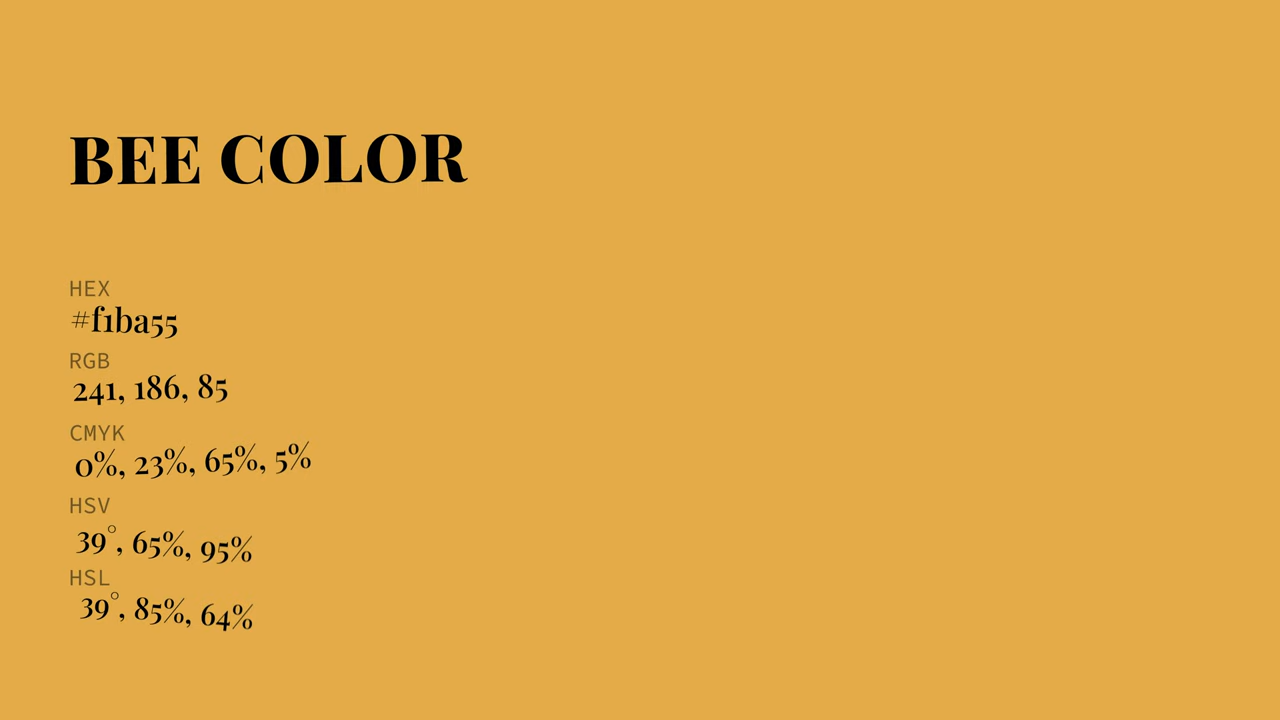 BEE COLOR
HEX
#f1ba55
RGB
241, 186, 85
CMYK
0%, 23%, 65%, 5%
HSV
39°, 65%, 95%
HSL
39°, 85%, 64%